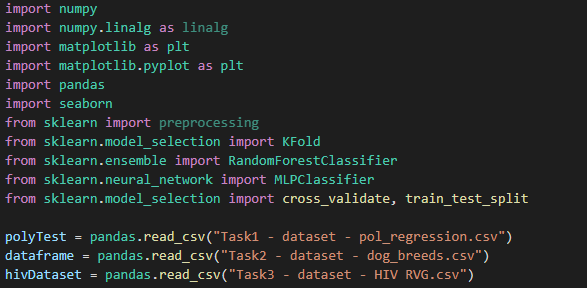 import numpy
import numpy.linalg as linalg
import matplotlib as plt
import matplotlib.pyplot as plt
import pandas
import seaborn
from sklearn import preprocessing
from sklearn.model_selection import KFold
from sklearn.ensemble import RandomForestClassifier
from sklearn.neural_network import MLPClassifier
from sklearn.model_selection import cross_validate, train_test_split

polyTest = pandas.read_csv("Task1 - dataset - pol_regression.csv")
dataframe = pandas.read_csv("Task2 - dataset - dog_breeds.csv")
hivDataset = pandas.read_csv("Task3 - dataset - HIV RVG.csv")